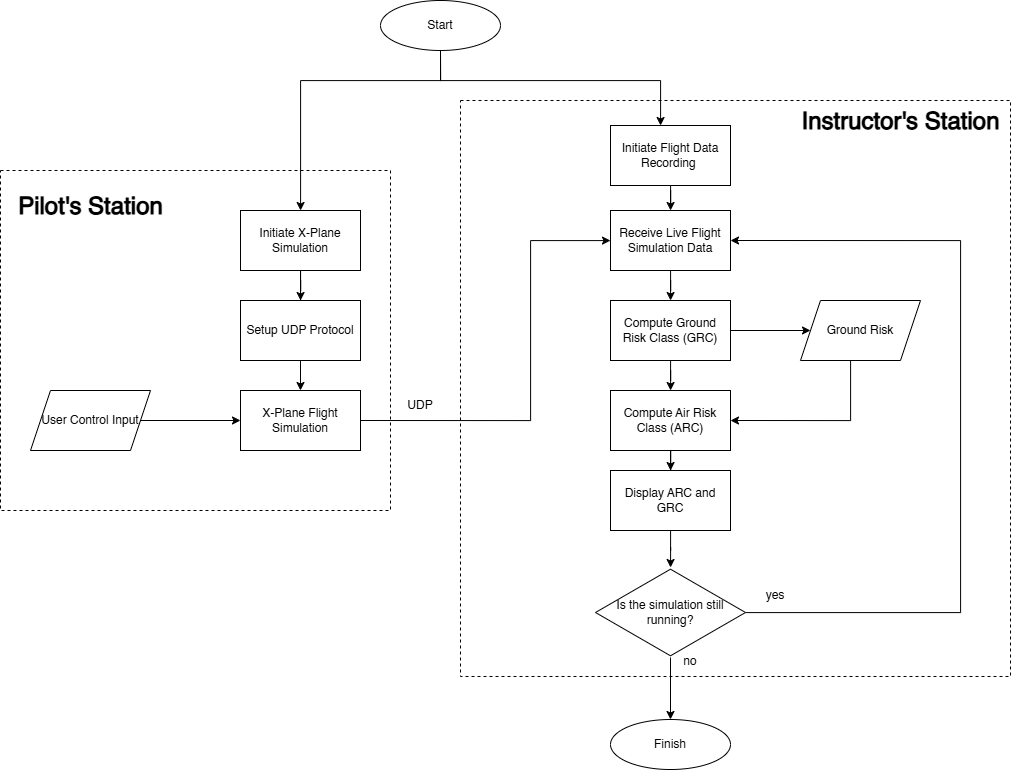 Start
Instructor's Station
Initiate Flight Data
Recording
Pilot's Station
Initiate X-Plane
Simulation
Receive Live Flight
Simulation Data
Setup UDP Protocol
Compute Ground
Risk Class (GRC)
Ground Risk
User Control Input
X-Plane Flight
Simulation
UDP
Compute Air Risk
Class (ARC)
Display ARC and
GRC
Is the simulation still
running?
yes
no
Finish